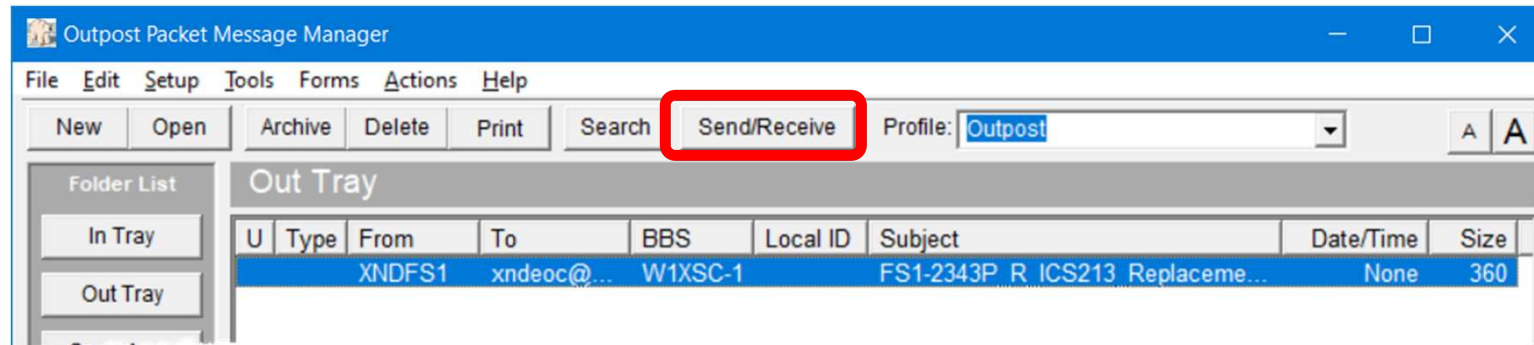 Outpost Packet Message Manager
File Edit Setup Tools Forms Actions Help
New Open Archive Delete Print Search Send/Receive Profile: Outpost A A
Folder List Out Tray
In Tray U Type From To BBS Local ID Subject Date/Time Size
XNDFS1 xndeoc@... W1XSC-1 FS1-2343P_R_ICS213_Replaceme... None 360
Out Tray